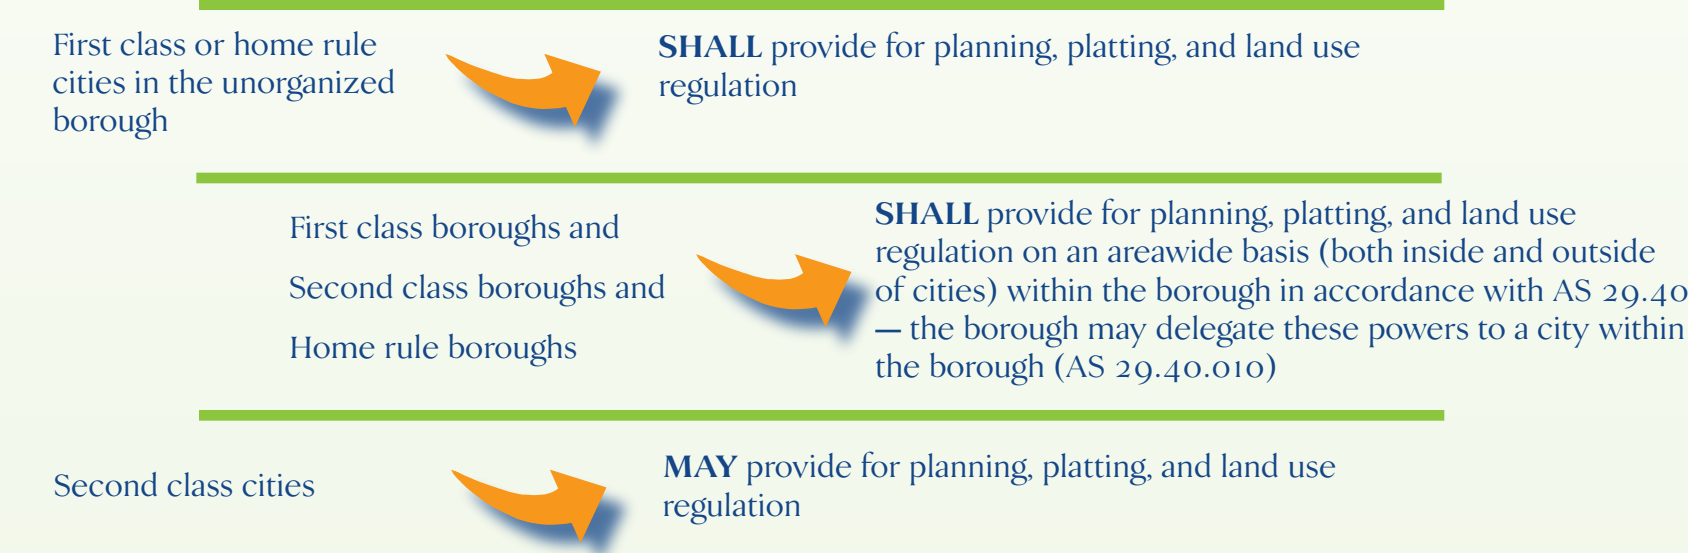 First class or home rule
cities in the unorganized
borough
SHALL provide for planning, platting, and land use
regulation
First class boroughs and
Second class boroughs and
Home rule boroughs
SHALL provide for planning, platting, and land use
regulation on an areawide basis (both inside and outside
of cities) within the borough in accordance with AS 29.40
— the borough may delegate these powers to a city within
the borough (AS 29.40.010)
Second class cities
MAY provide for planning, platting, and land use
regulation